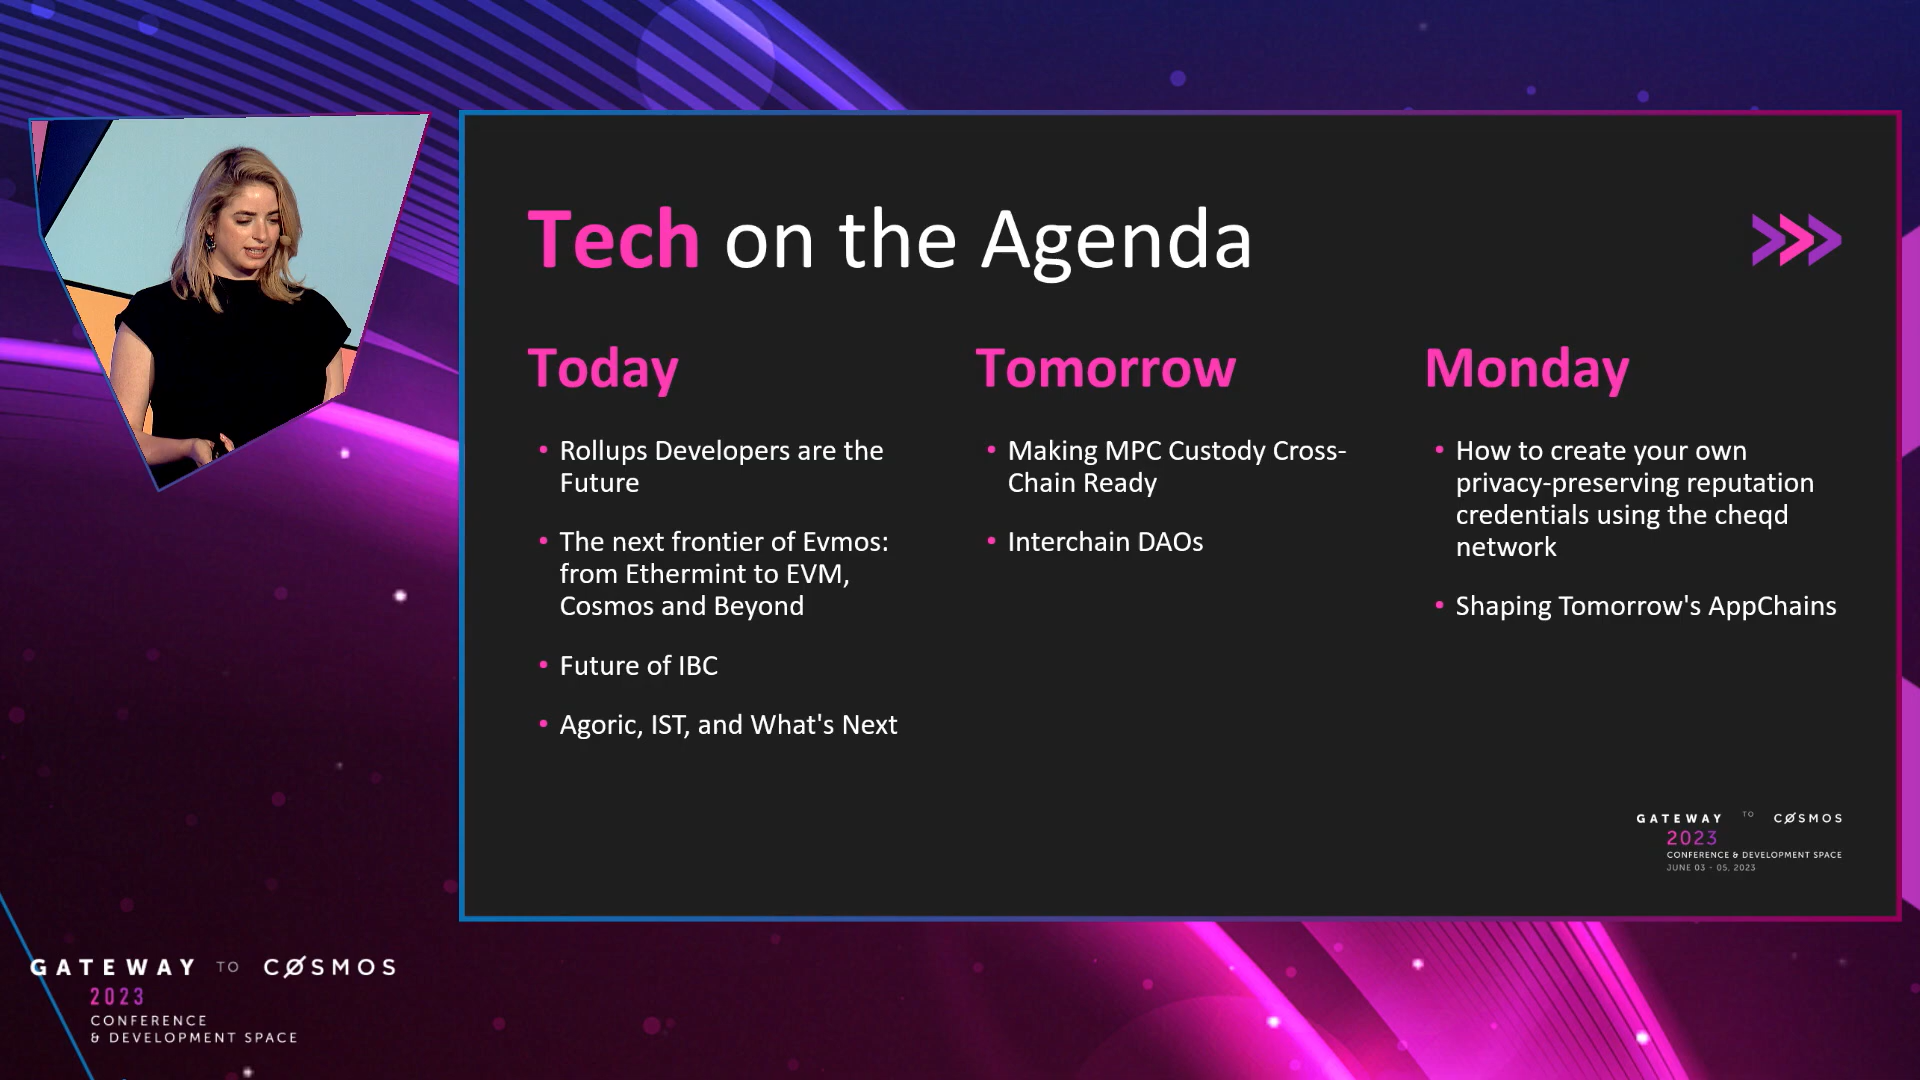 Tech on the Agenda
Today
• Rollups Developers are the
Future
• The next frontier of Evmos:
from Ethermint to EVM,
Cosmos and Beyond
• Future of IBC
• Agoric, IST, and What's Next
Tomorrow
• Making MPC Custody Cross-
Chain Ready
• Interchain DAOs
Monday
• How to create your own
privacy-preserving reputation
credentials using the cheqd
network
• Shaping Tomorrow's AppChains
GATEWAY TO CØSMOS
2023
CONFERENCE & DEVELOPMENT SPACE
JUNE 03 - 05, 2023
GATEWAY TO CØSMOS
2023
CONFERENCE
& DEVELOPMENT SPACE